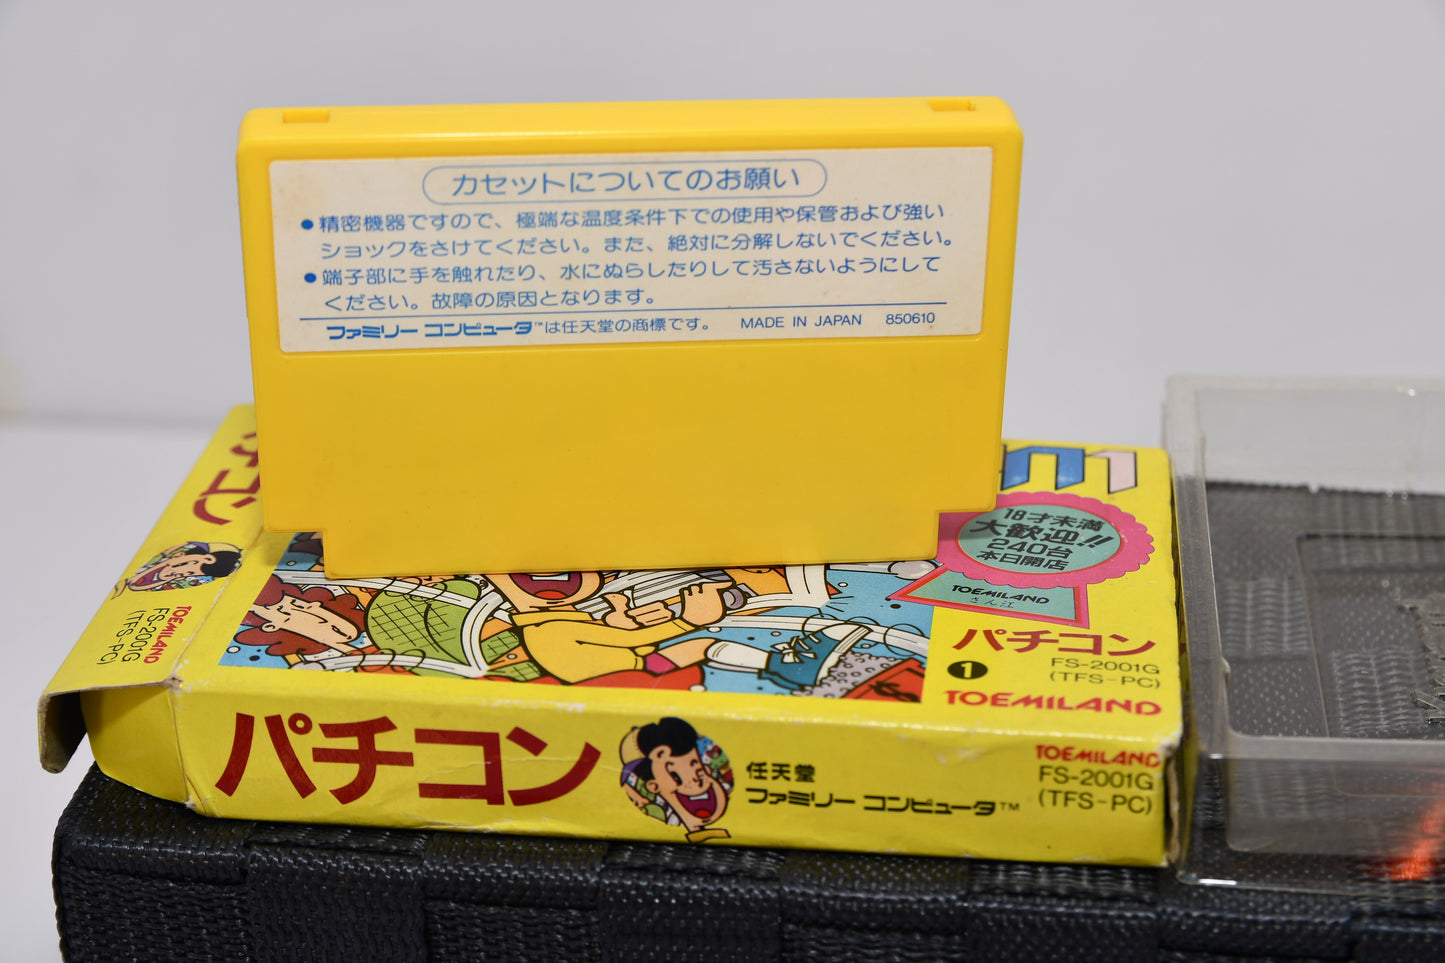 カセットについてのお願い
●精密機器ですので、極端な温度条件下での使用や保管および強い
ショックをさけてください。また、絶対に分解しないでください。
●端子部に手を触れたり、水にぬらしたりして汚さないようにして
ください。故障の原因となります。
ファミリー コンピュータ™は任天堂の商標です。 MADE IN JAPAN 850610
チコン
TOEMILAND
FS-2001G
(TFS-PC)
18才未満
大歓迎!!
240台
本日開店
TOEMILAND
さん江
パチコン
1
FS-2001G
(TFS-PC)
TOEMILAND
パチコン
任天堂
ファミリー コンピュータ™
TOEMILAND
FS-2001G
(TFS-PC)